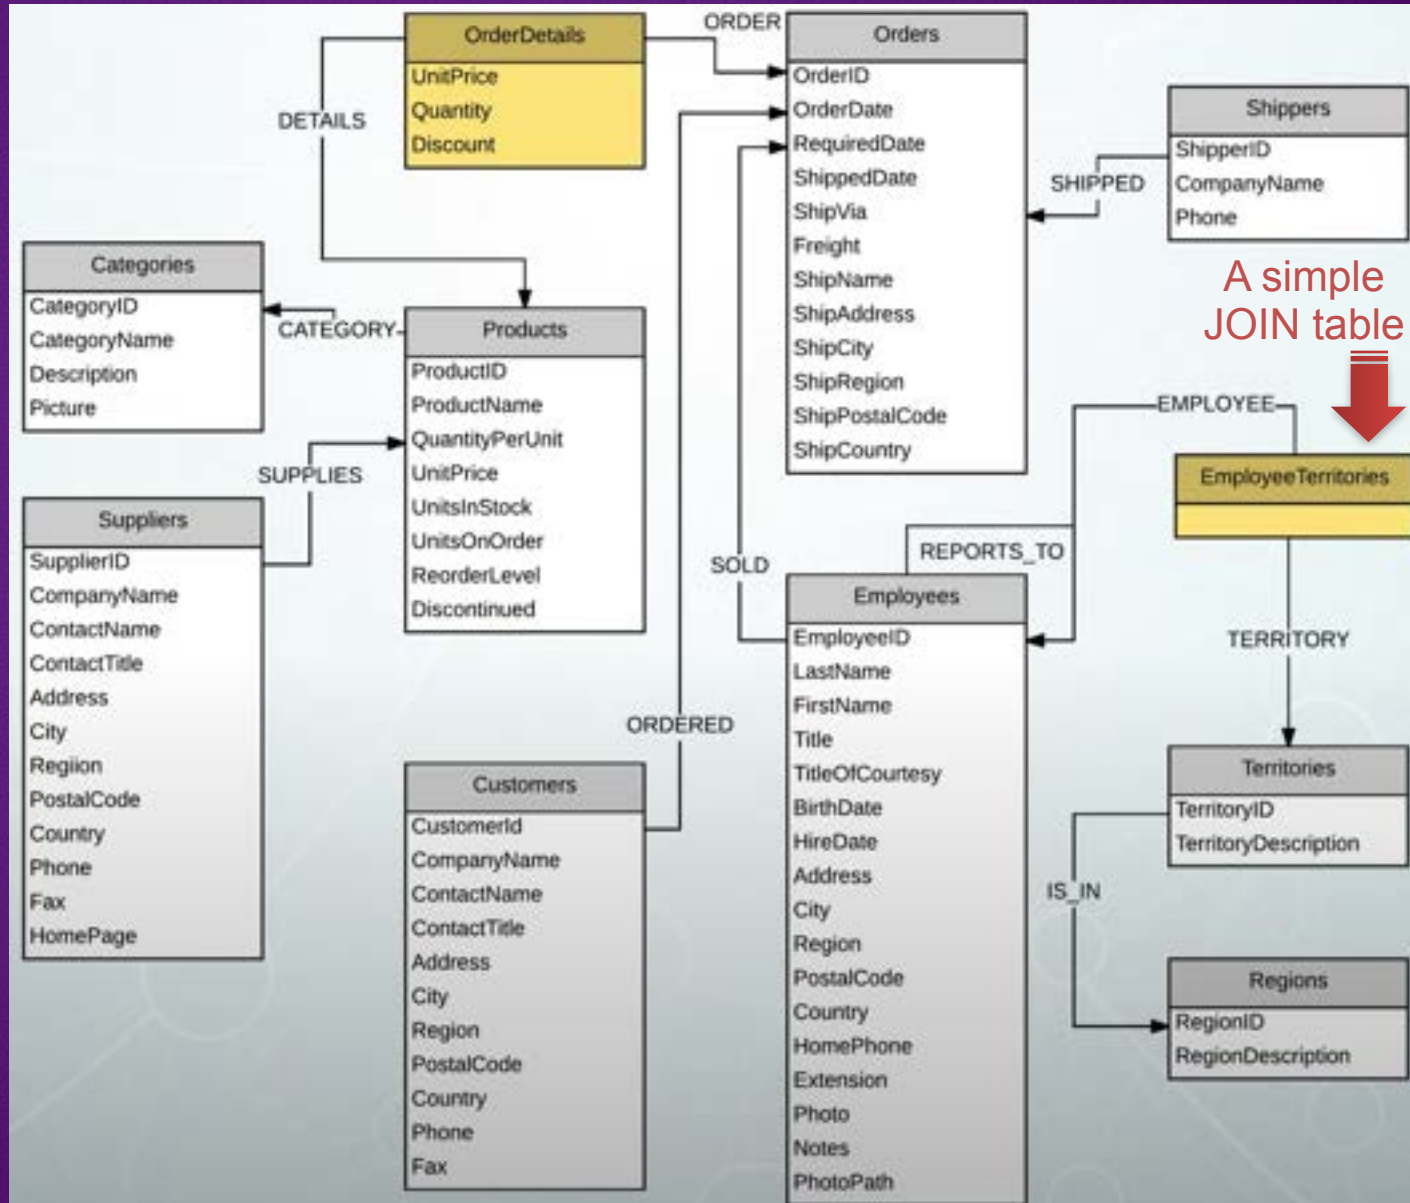 OrderDetails
UnitPrice
Quantity
Discount
ORDER
Orders
OrderID
OrderDate
RequiredDate
ShippedDate
ShipVia
Freight
ShipName
ShipAddress
ShipCity
ShipRegion
ShipPostalCode
ShipCountry
Shippers
ShipperID
CompanyName
Phone
DETAILS
SHIPPED
A simple
JOIN table
Categories
CategoryID
CategoryName
Description
Picture
CATEGORY
Products
ProductID
ProductName
QuantityPerUnit
UnitPrice
UnitsInStock
UnitsOnOrder
ReorderLevel
Discontinued
EMPLOYEE
EmployeeTerritories
SUPPLIES
Suppliers
SupplierID
CompanyName
ContactName
ContactTitle
Address
City
Regiion
PostalCode
Country
Phone
Fax
HomePage
SOLD
REPORTS_TO
Employees
EmployeeID
LastName
FirstName
Title
TitleOfCourtesy
BirthDate
HireDate
Address
City
Region
PostalCode
Country
HomePhone
Extension
Photo
Notes
PhotoPath
TERRITORY
ORDERED
Customers
CustomerId
CompanyName
ContactName
ContactTitle
Address
City
Region
PostalCode
Country
Phone
Fax
Territories
TerritoryID
TerritoryDescription
IS_IN
Regions
RegionID
RegionDescription